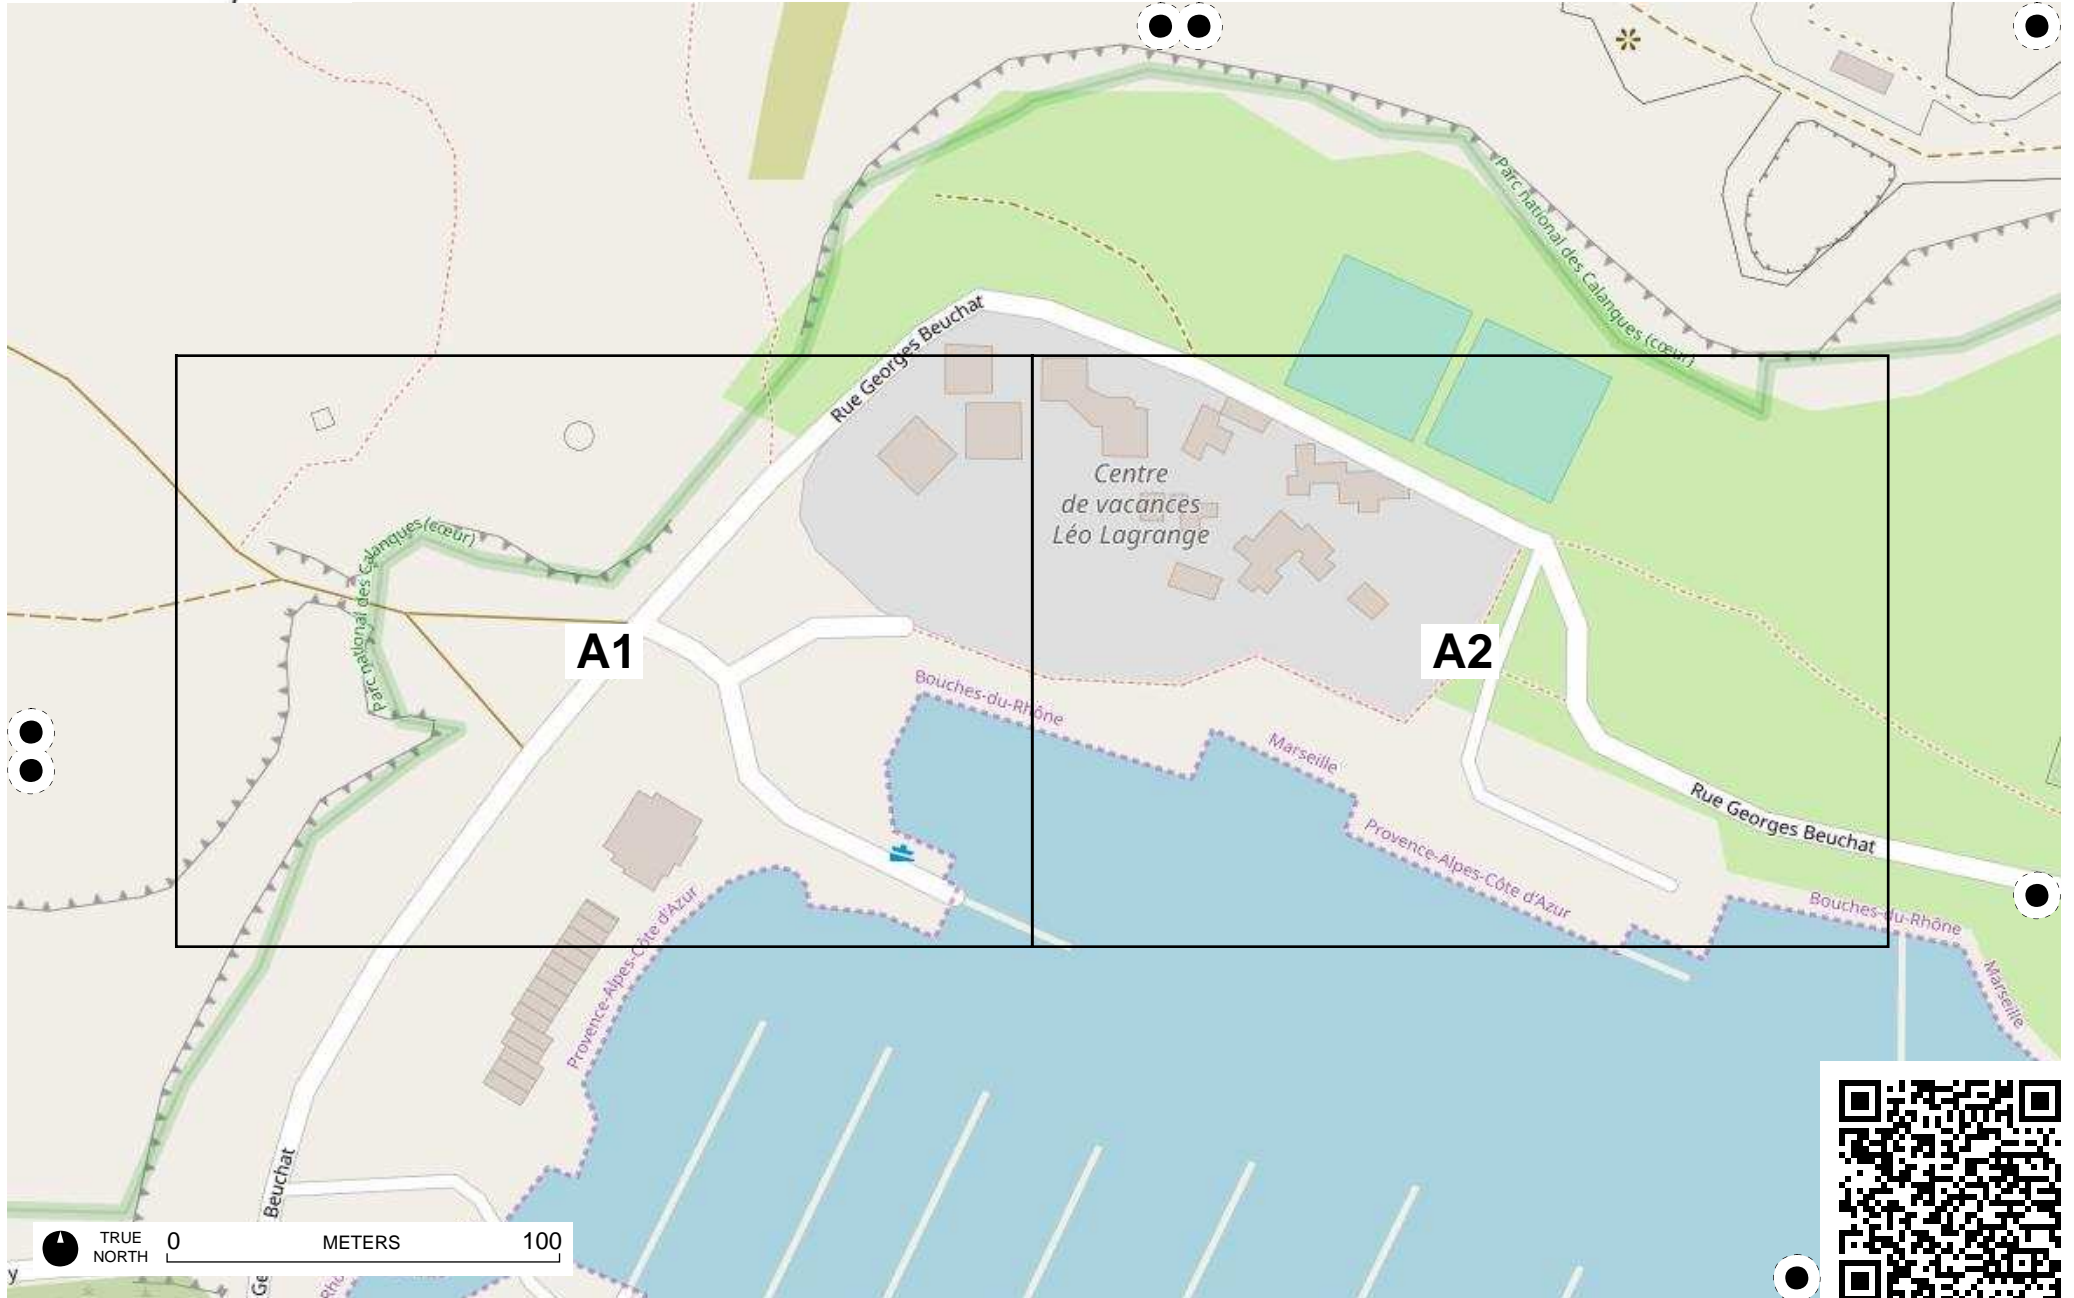 Parc national des Calanques (cœur)
Rue Georges Beuchat
Centre
de vacances
Léo Lagrange
Parc national des Calanques (cœur)
A1
A2
Bouches-du-Rhône
Marseille
Rue Georges Beuchat
Provence-Alpes-Côte d'Azur
Provence-Alpes-Côte d'Azur
Bouches-du-Rhône
Marseille
Beuchat
Ge
TRUE
NORTH
0
METERS
100
y